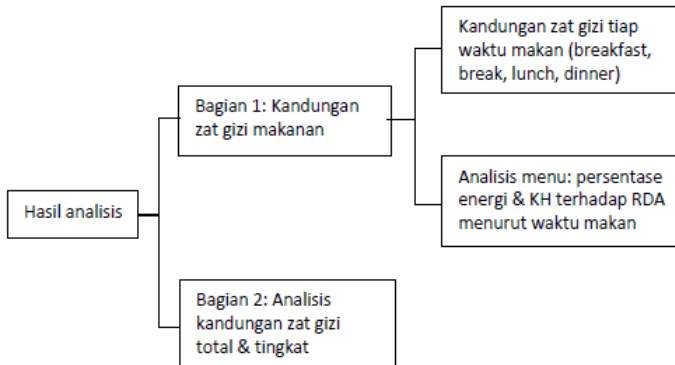 Hasil analisis
Bagian 1: Kandungan
zat gizi makanan
Kandungan zat gizi tiap
waktu makan (breakfast,
break, lunch, dinner)
Analisis menu: persentase
energi & KH terhadap RDA
menurut waktu makan
Bagian 2: Analisis
kandungan zat gizi
total & tingkat